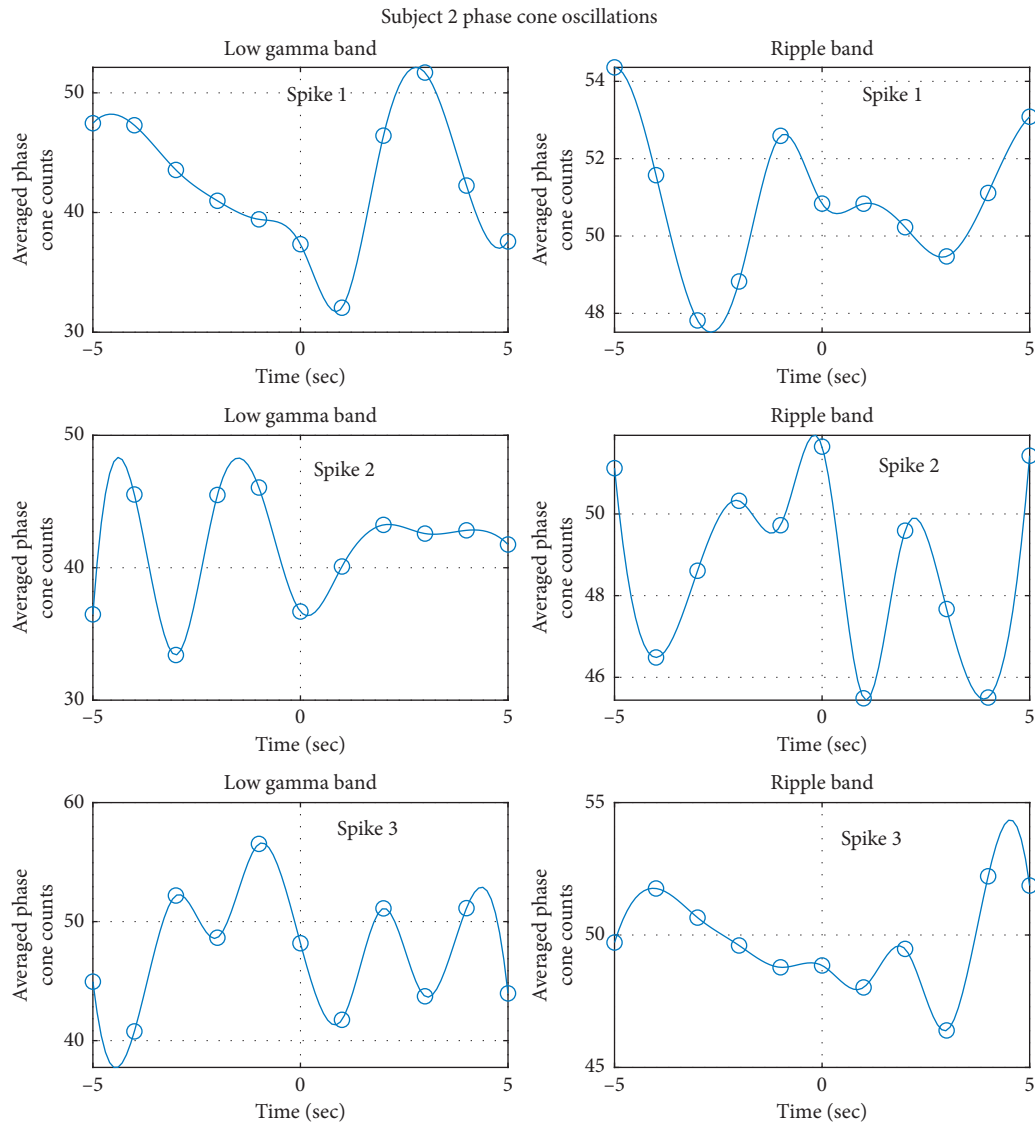 Subject 2 phase cone oscillations
Low gamma band
Spike 1
Averaged phase
cone counts
50
40
30
–5
0
5
Time (sec)
Ripple band
Spike 1
Averaged phase
cone counts
54
52
50
48
–5
0
5
Time (sec)
Low gamma band
Spike 2
Averaged phase
cone counts
50
40
30
–5
0
5
Time (sec)
Ripple band
Spike 2
Averaged phase
cone counts
50
48
46
–5
0
5
Time (sec)
Low gamma band
Spike 3
Averaged phase
cone counts
60
50
40
–5
0
5
Time (sec)
Ripple band
Spike 3
Averaged phase
cone counts
55
50
45
–5
0
5
Time (sec)